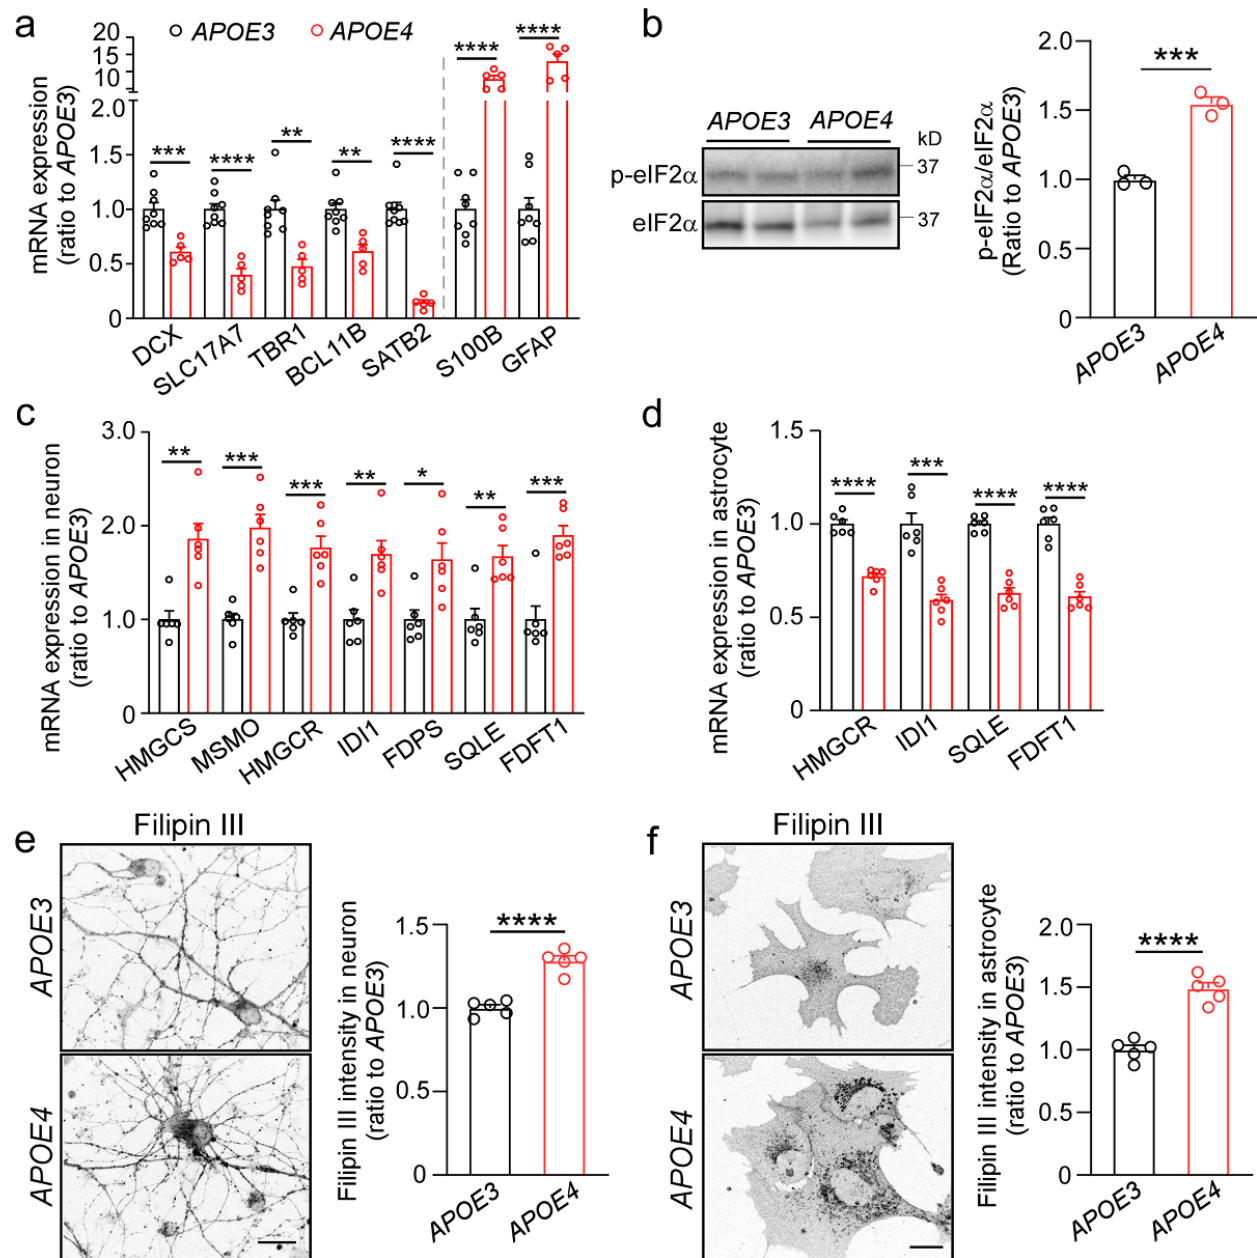 a
APOE3
APOE4
mRNA expression
(ratio to APOE3)
20
15
10
5
2.0
1.5
1.0
0.5
0
***
****
**
**
****
****
****
DCX
SLC17A7
TBR1
BCL11B
SATB2
S100B
GFAP
b
APOE3
APOE4
kD
p-eIF2α
37
eIF2α
37
p-eIF2α/eIF2α
(Ratio to APOE3)
2.0
1.5
1.0
0.5
0
***
APOE3
APOE4
c
mRNA expression in neuron
(ratio to APOE3)
3.0
2.0
1.0
0
**
***
***
**
*
**
***
HMGCS
MSMO
HMGCR
IDI1
FDPS
SQLE
FDFT1
d
mRNA expression in astrocyte
(ratio to APOE3)
1.5
1.0
0.5
0
****
***
****
****
HMGCR
IDI1
SQLE
FDFT1
e
Filipin III
APOE3
APOE4
Filipin III intensity in neuron
(ratio to APOE3)
1.5
1.0
0.5
0
****
APOE3
APOE4
f
Filipin III
APOE3
APOE4
Filipin III intensity in astrocyte
(ratio to APOE3)
2.0
1.5
1.0
0.5
0
****
APOE3
APOE4